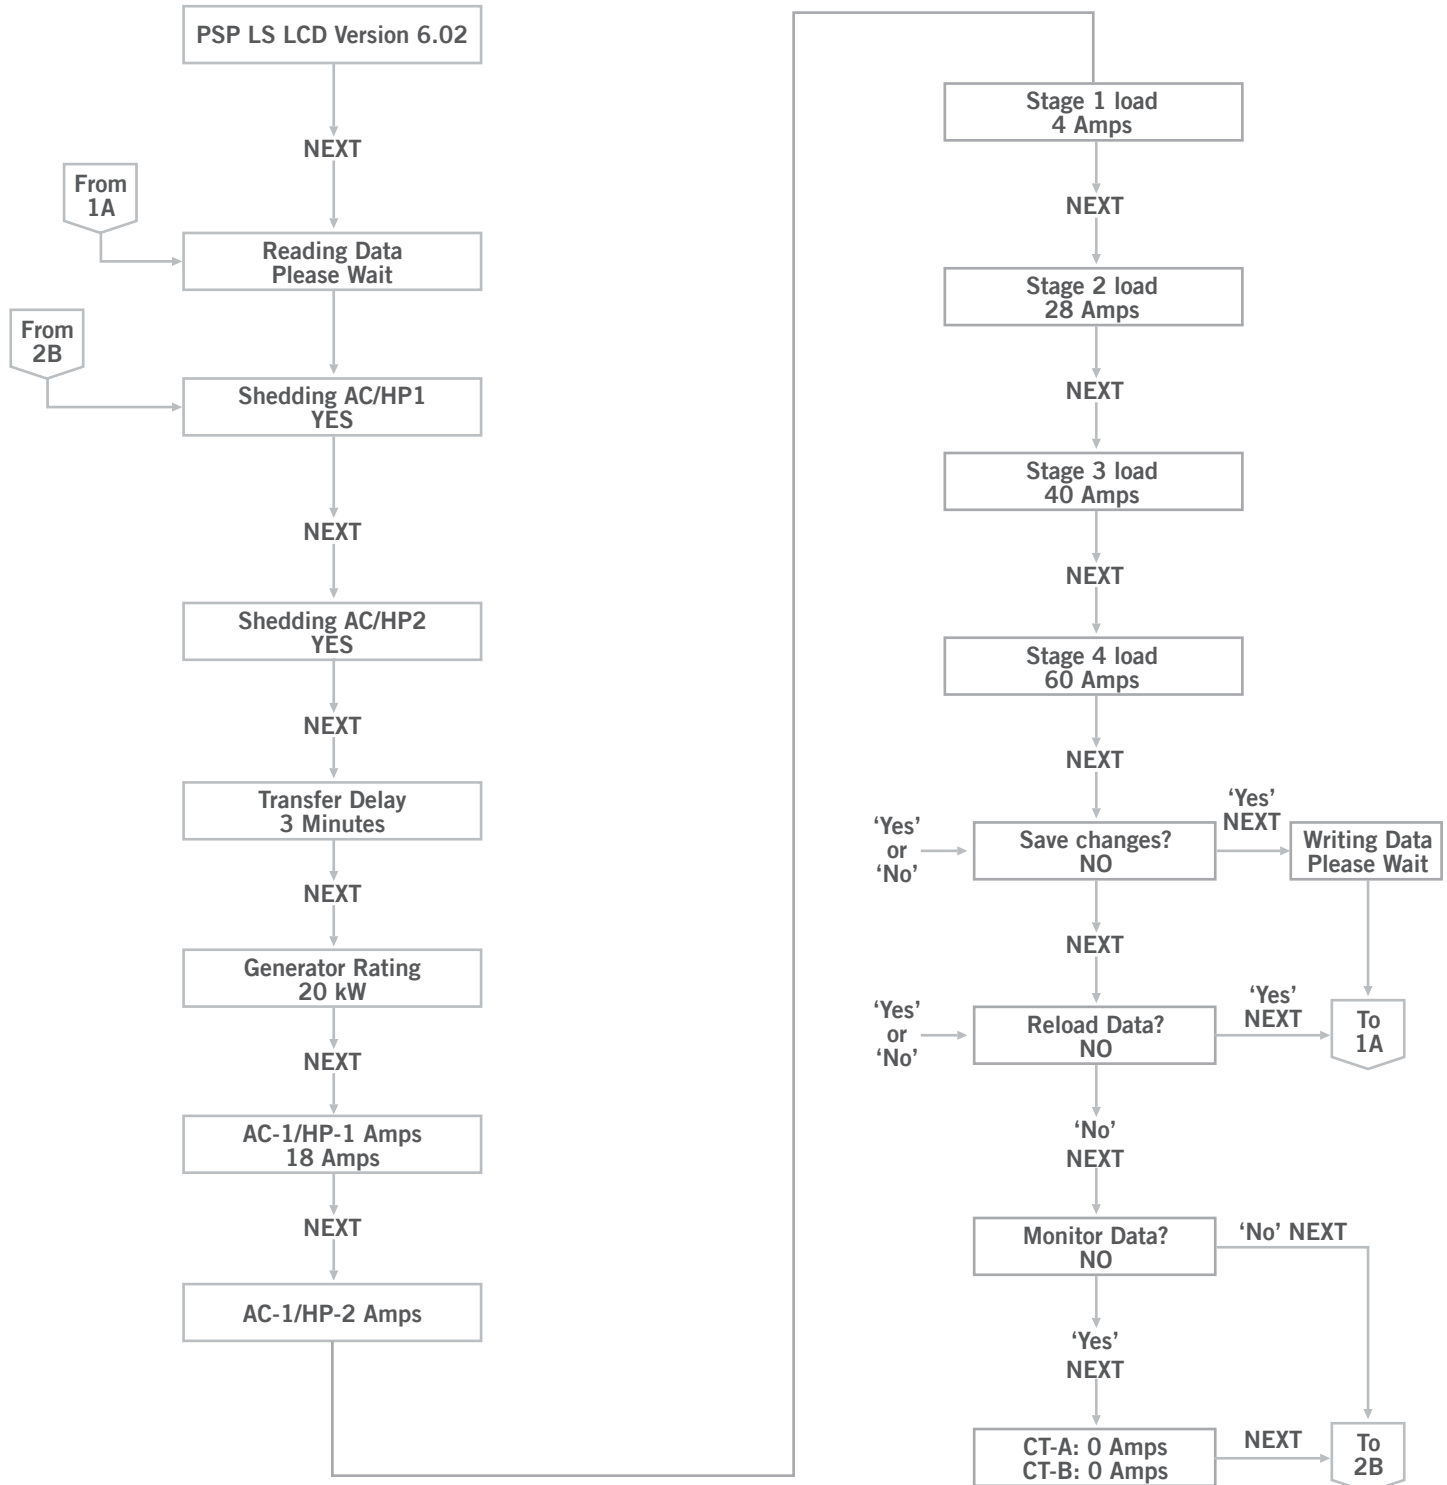 PSP LS LCD Version 6.02
NEXT
From
1A
Reading Data
Please Wait
From
2B
Shedding AC/HP1
YES
NEXT
Shedding AC/HP2
YES
NEXT
Transfer Delay
3 Minutes
NEXT
Generator Rating
20 kW
NEXT
AC-1/HP-1 Amps
18 Amps
NEXT
AC-1/HP-2 Amps
Stage 1 load
4 Amps
NEXT
Stage 2 load
28 Amps
NEXT
Stage 3 load
40 Amps
NEXT
Stage 4 load
60 Amps
NEXT
‘Yes’
or
‘No’
Save changes?
NO
‘Yes’
NEXT
Writing Data
Please Wait
NEXT
‘Yes’
or
‘No’
Reload Data?
NO
‘Yes’
NEXT
To
1A
‘No’
NEXT
Monitor Data?
NO
‘No’ NEXT
‘Yes’
NEXT
CT-A: 0 Amps
CT-B: 0 Amps
NEXT
To
2B